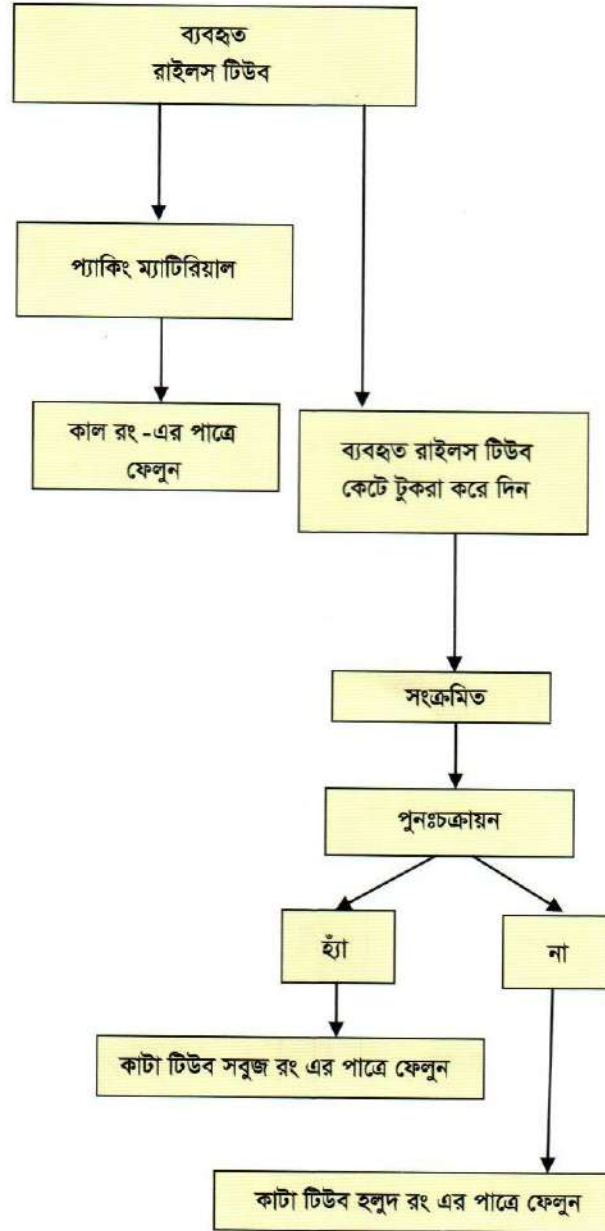 ব্যবহৃত
রাইলস টিউব
প্যাকিং ম্যাটিরিয়াল
কাল রং -এর পাত্রে
ফেলুন
ব্যবহৃত রাইলস টিউব
কেটে টুকরা করে দিন
সংক্রমিত
পুনঃচক্রায়ন
হ্যাঁ
না
কাটা টিউব সবুজ রং এর পাত্রে ফেলুন
কাটা টিউব হলুদ রং এর পাত্রে ফেলুন